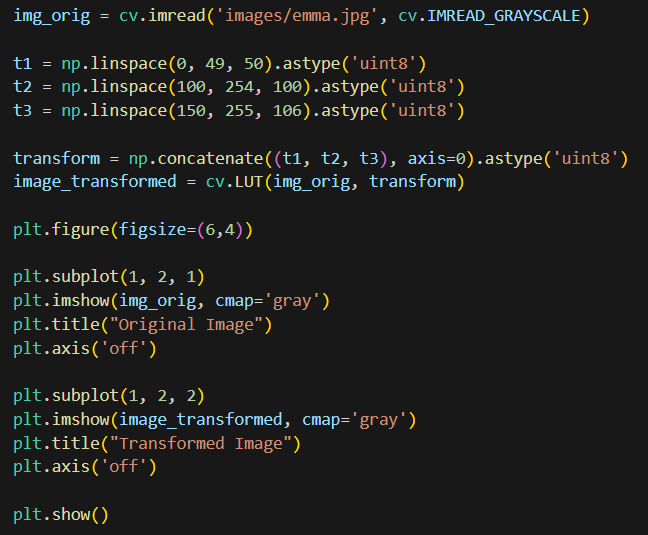 img_orig = cv.imread('images/emma.jpg', cv.IMREAD_GRAYSCALE)
t1 = np.linspace(0, 49, 50).astype('uint8')
t2 = np.linspace(100, 254, 100).astype('uint8')
t3 = np.linspace(150, 255, 106).astype('uint8')
transform = np.concatenate((t1, t2, t3), axis=0).astype('uint8')
image_transformed = cv.LUT(img_orig, transform)
plt.figure(figsize=(6,4))
plt.subplot(1, 2, 1)
plt.imshow(img_orig, cmap='gray')
plt.title("Original Image")
plt.axis('off')
plt.subplot(1, 2, 2)
plt.imshow(image_transformed, cmap='gray')
plt.title("Transformed Image")
plt.axis('off')
plt.show()